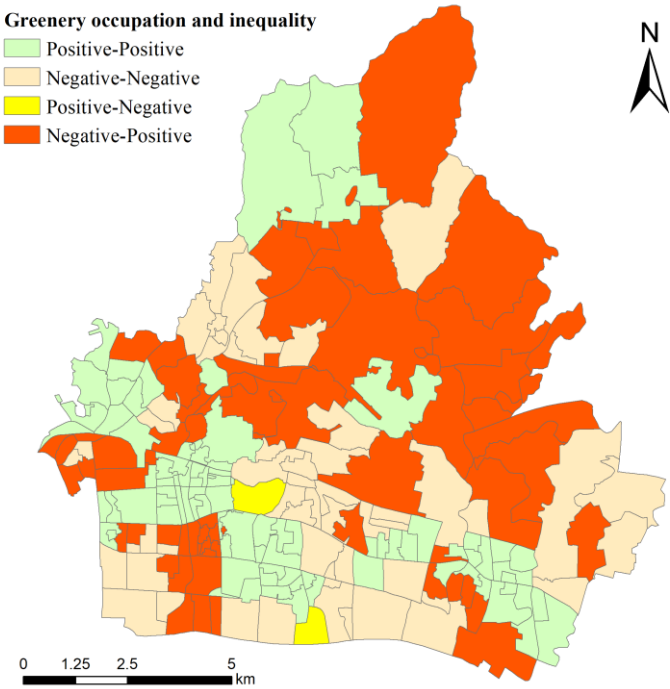 Greenery occupation and inequality
Positive-Positive
Negative-Negative
Positive-Negative
Negative-Positive
N
0 1.25 2.5 5
km